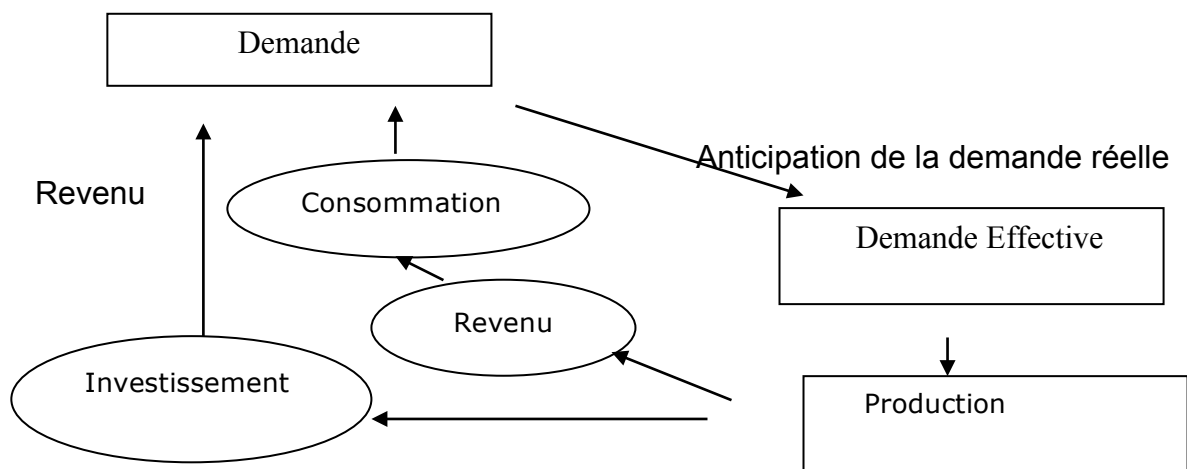 Demande
Anticipation de la demande réelle
Revenu
Consommation
Demande Effective
Revenu
Investissement
Production